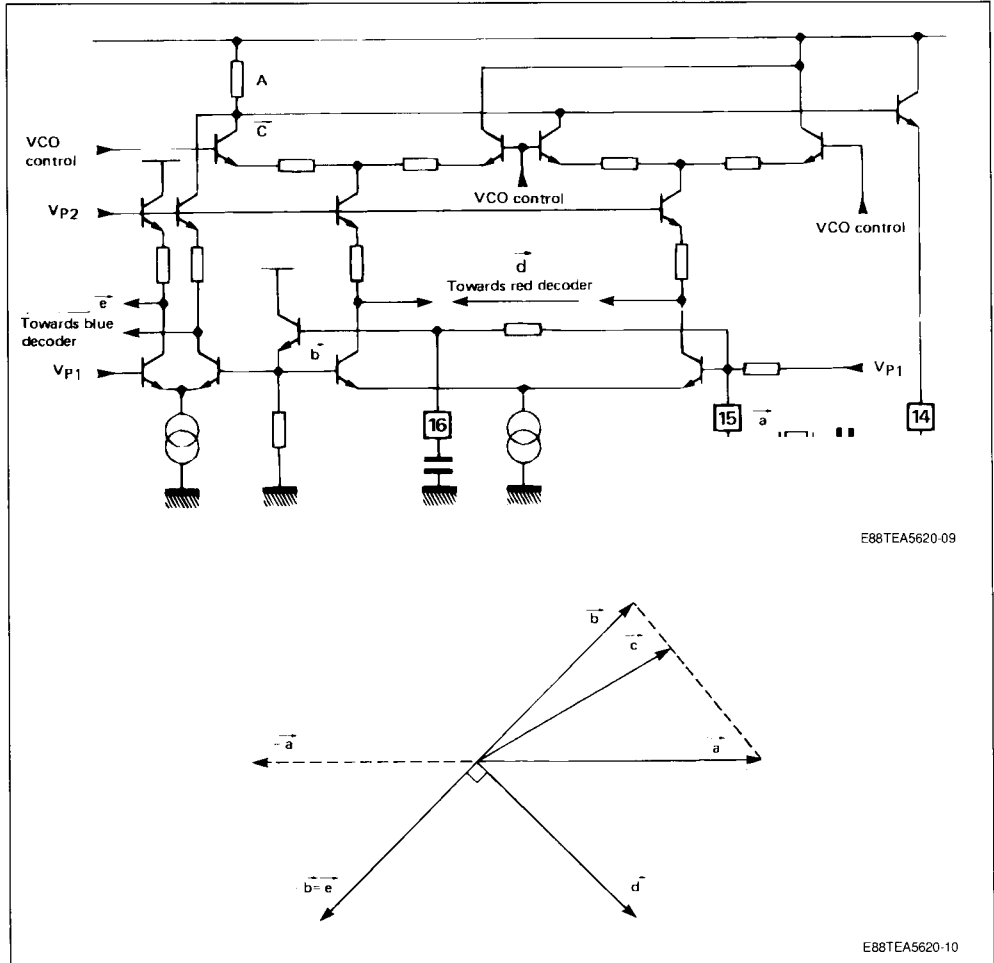 A
C
VCO
control
VCO control
VP2
VCO control
d
Towards red decoder
e
Towards blue
decoder
b
VP1
VP1
16
15
a
14
E88TEA5620-09
b
c
-a
a
-b=e
d
E88TEA5620-10